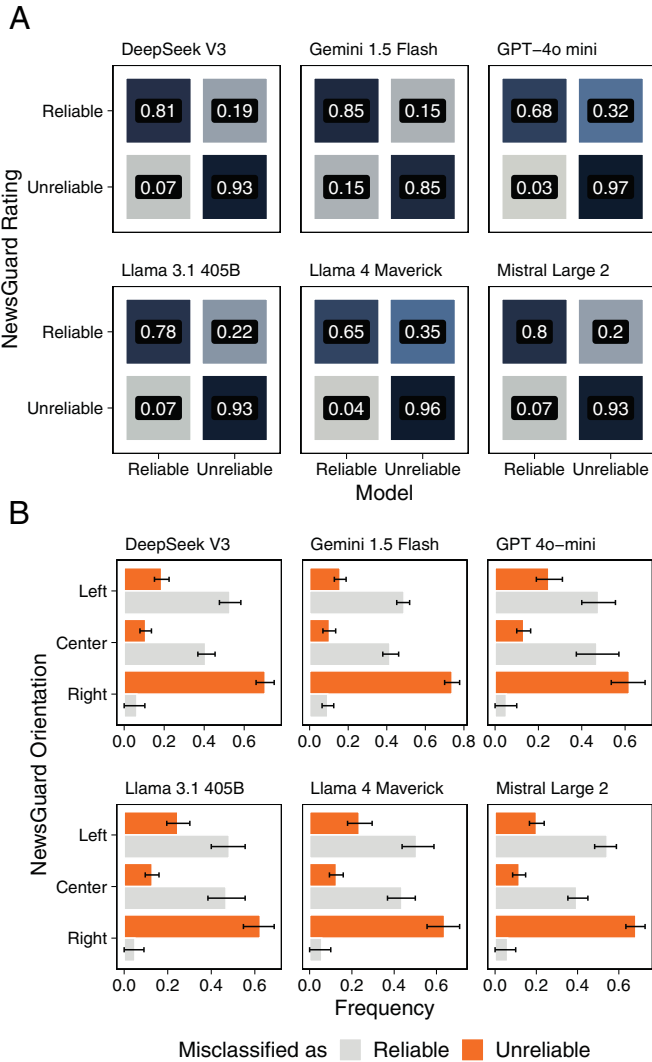 A
DeepSeek V3 Gemini 1.5 Flash GPT−4o mini
NewsGuard Rating
Reliable 0.81 0.19 0.85 0.15 0.68 0.32
Unreliable 0.07 0.93 0.15 0.85 0.03 0.97
Llama 3.1 405B Llama 4 Maverick Mistral Large 2
Reliable 0.78 0.22 0.65 0.35 0.8 0.2
Unreliable 0.07 0.93 0.04 0.96 0.07 0.93
Reliable Unreliable Reliable Unreliable Reliable Unreliable
Model
B
DeepSeek V3 Gemini 1.5 Flash GPT 4o−mini
NewsGuard Orientation
Left
Center
Right
0.0 0.2 0.4 0.6 0.0 0.2 0.4 0.6 0.8 0.0 0.2 0.4 0.6
Llama 3.1 405B Llama 4 Maverick Mistral Large 2
Left
Center
Right
0.0 0.2 0.4 0.6 0.0 0.2 0.4 0.6 0.0 0.2 0.4 0.6
Frequency
Misclassified as Reliable Unreliable